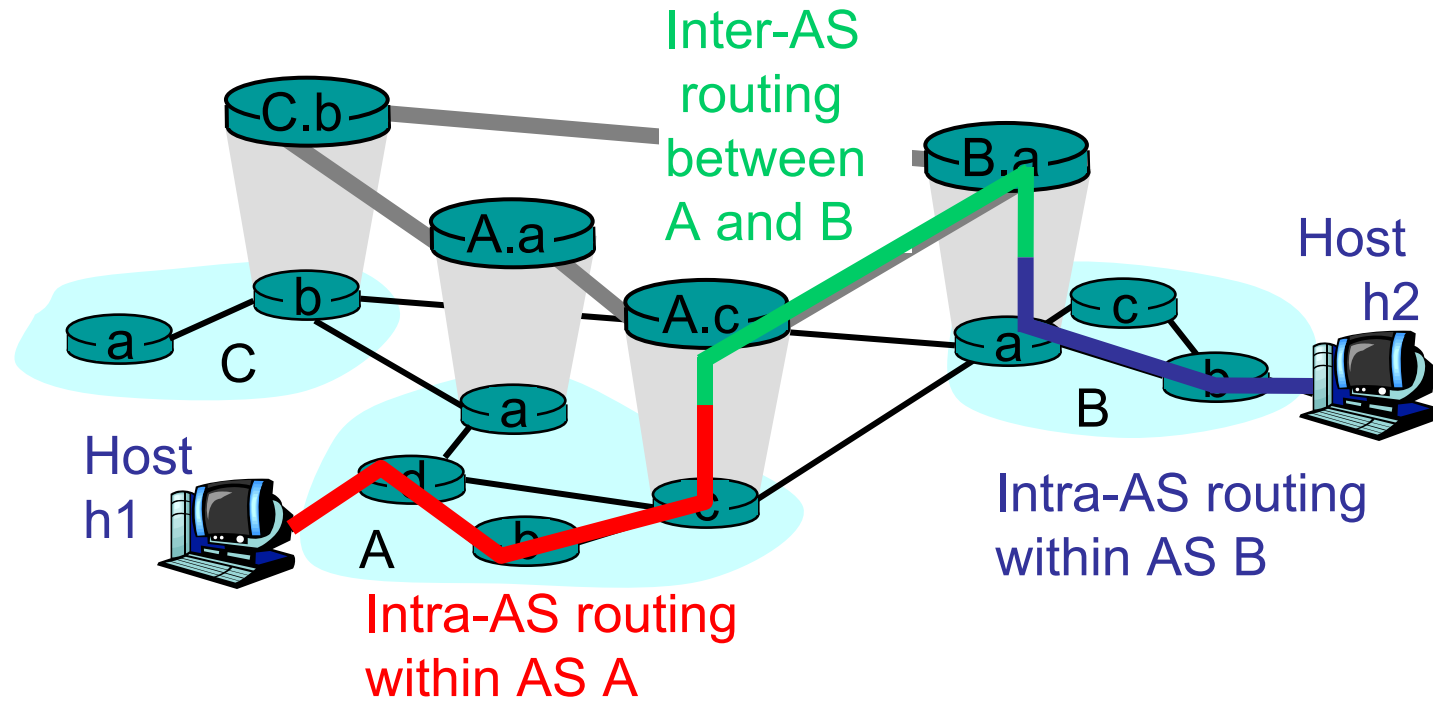 Inter-AS
routing
between
A and B
C.b
B.a
A.a
A.c
Host
h2
b
a
C
c
a
b
B
a
d
c
b
A
Host
h1
Intra-AS routing
within AS B
Intra-AS routing
within AS A